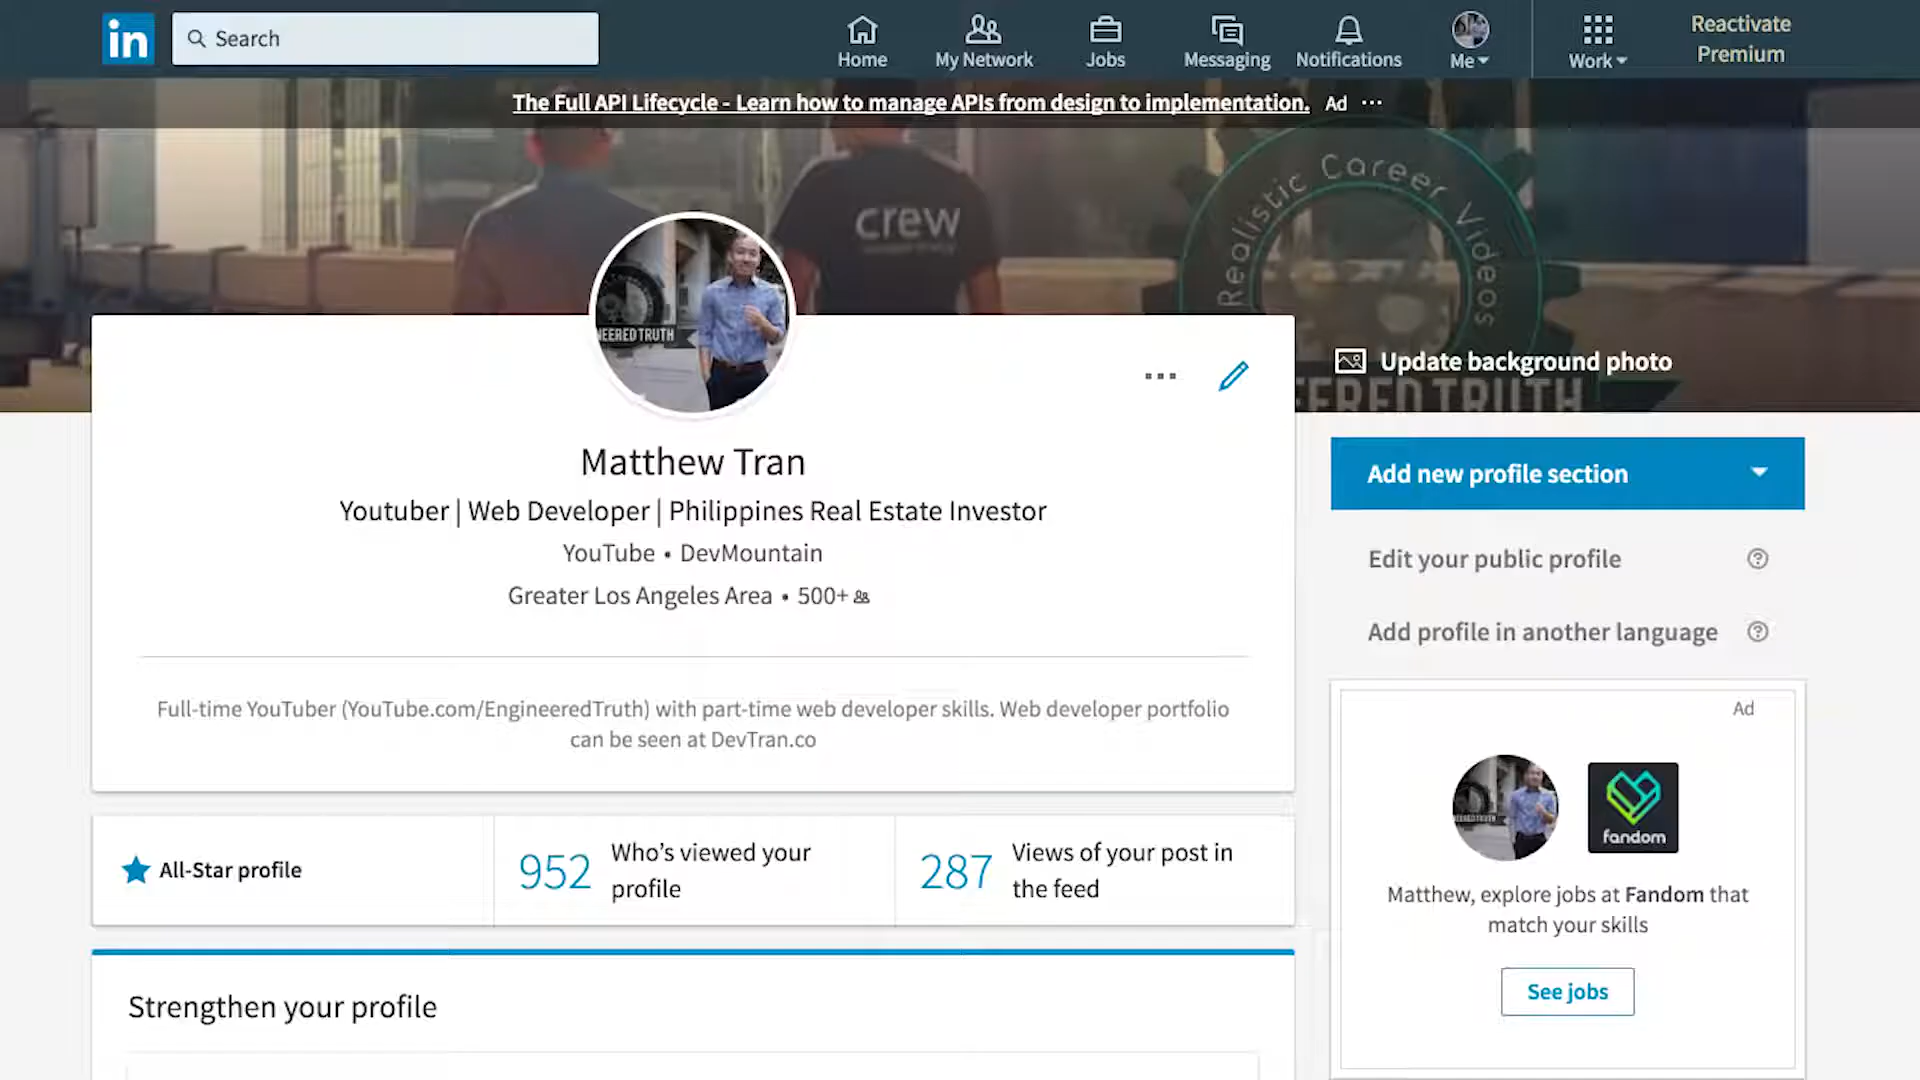 in
Search
Home
My Network
Jobs
Messaging
Notifications
Me
Work
Reactivate
Premium
The Full API Lifecycle - Learn how to manage APIs from design to implementation. Ad ...
crew
Realistic Career Videos
EERED TRUTH
NEERED TRUTH
Update background photo
Matthew Tran
Youtuber | Web Developer | Philippines Real Estate Investor
YouTube • DevMountain
Greater Los Angeles Area • 500+
Full-time YouTuber (YouTube.com/EngineeredTruth) with part-time web developer skills. Web developer portfolio
can be seen at DevTran.co
Add new profile section
Edit your public profile ?
Add profile in another language ?
Ad
fandom
Matthew, explore jobs at Fandom that
match your skills
See jobs
All-Star profile
952 Who's viewed your
profile
287 Views of your post in
the feed
Strengthen your profile